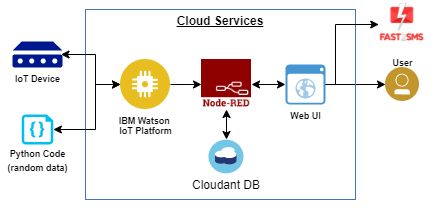 Cloud Services
FAST2SMS
IoT Device
User
IBM Watson
IoT Platform
Node-RED
Web UI
Python Code
(random data)
Cloudant DB